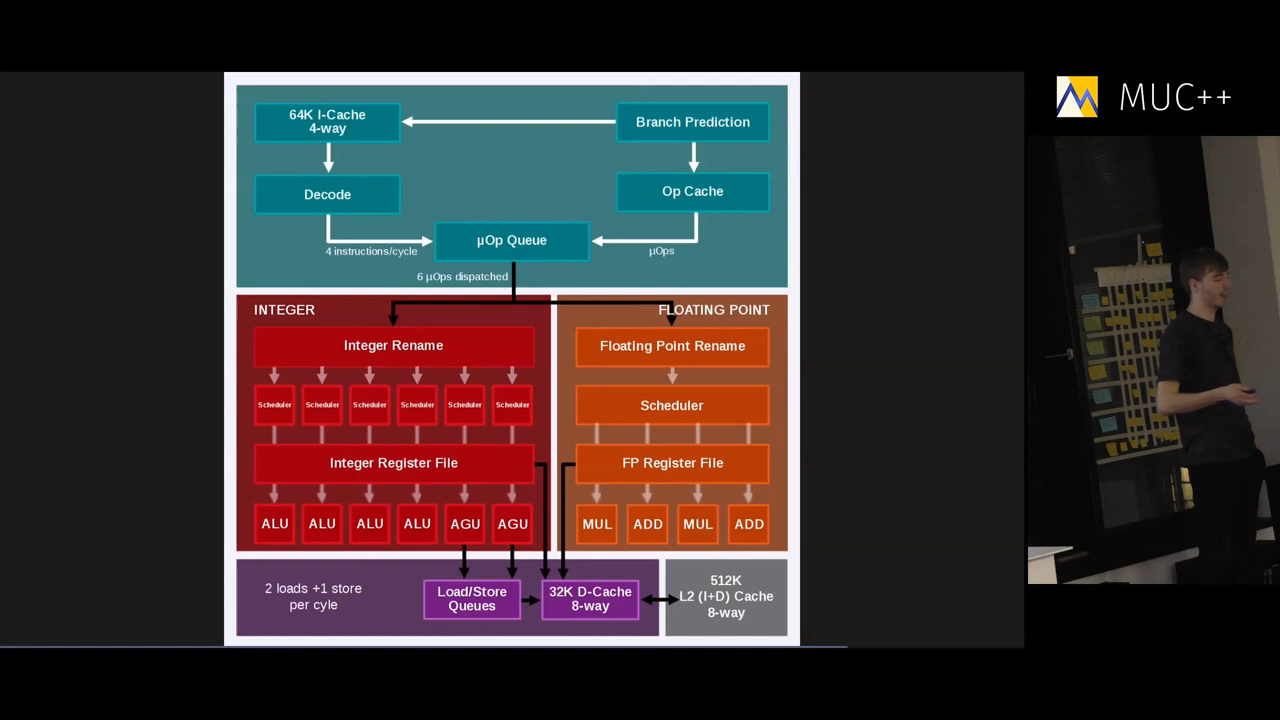 MUC++
64K I-Cache
4-way
Branch Prediction
Decode
Op Cache
µOp Queue
4 instructions/cycle
µOps
6 µOps dispatched
INTEGER
FLOATING POINT
Integer Rename
Floating Point Rename
Scheduler
Scheduler
Scheduler
Scheduler
Scheduler
Scheduler
Scheduler
Integer Register File
FP Register File
ALU
ALU
ALU
ALU
AGU
AGU
MUL
ADD
MUL
ADD
2 loads +1 store
per cyle
Load/Store
Queues
32K D-Cache
8-way
512K
L2 (I+D) Cache
8-way